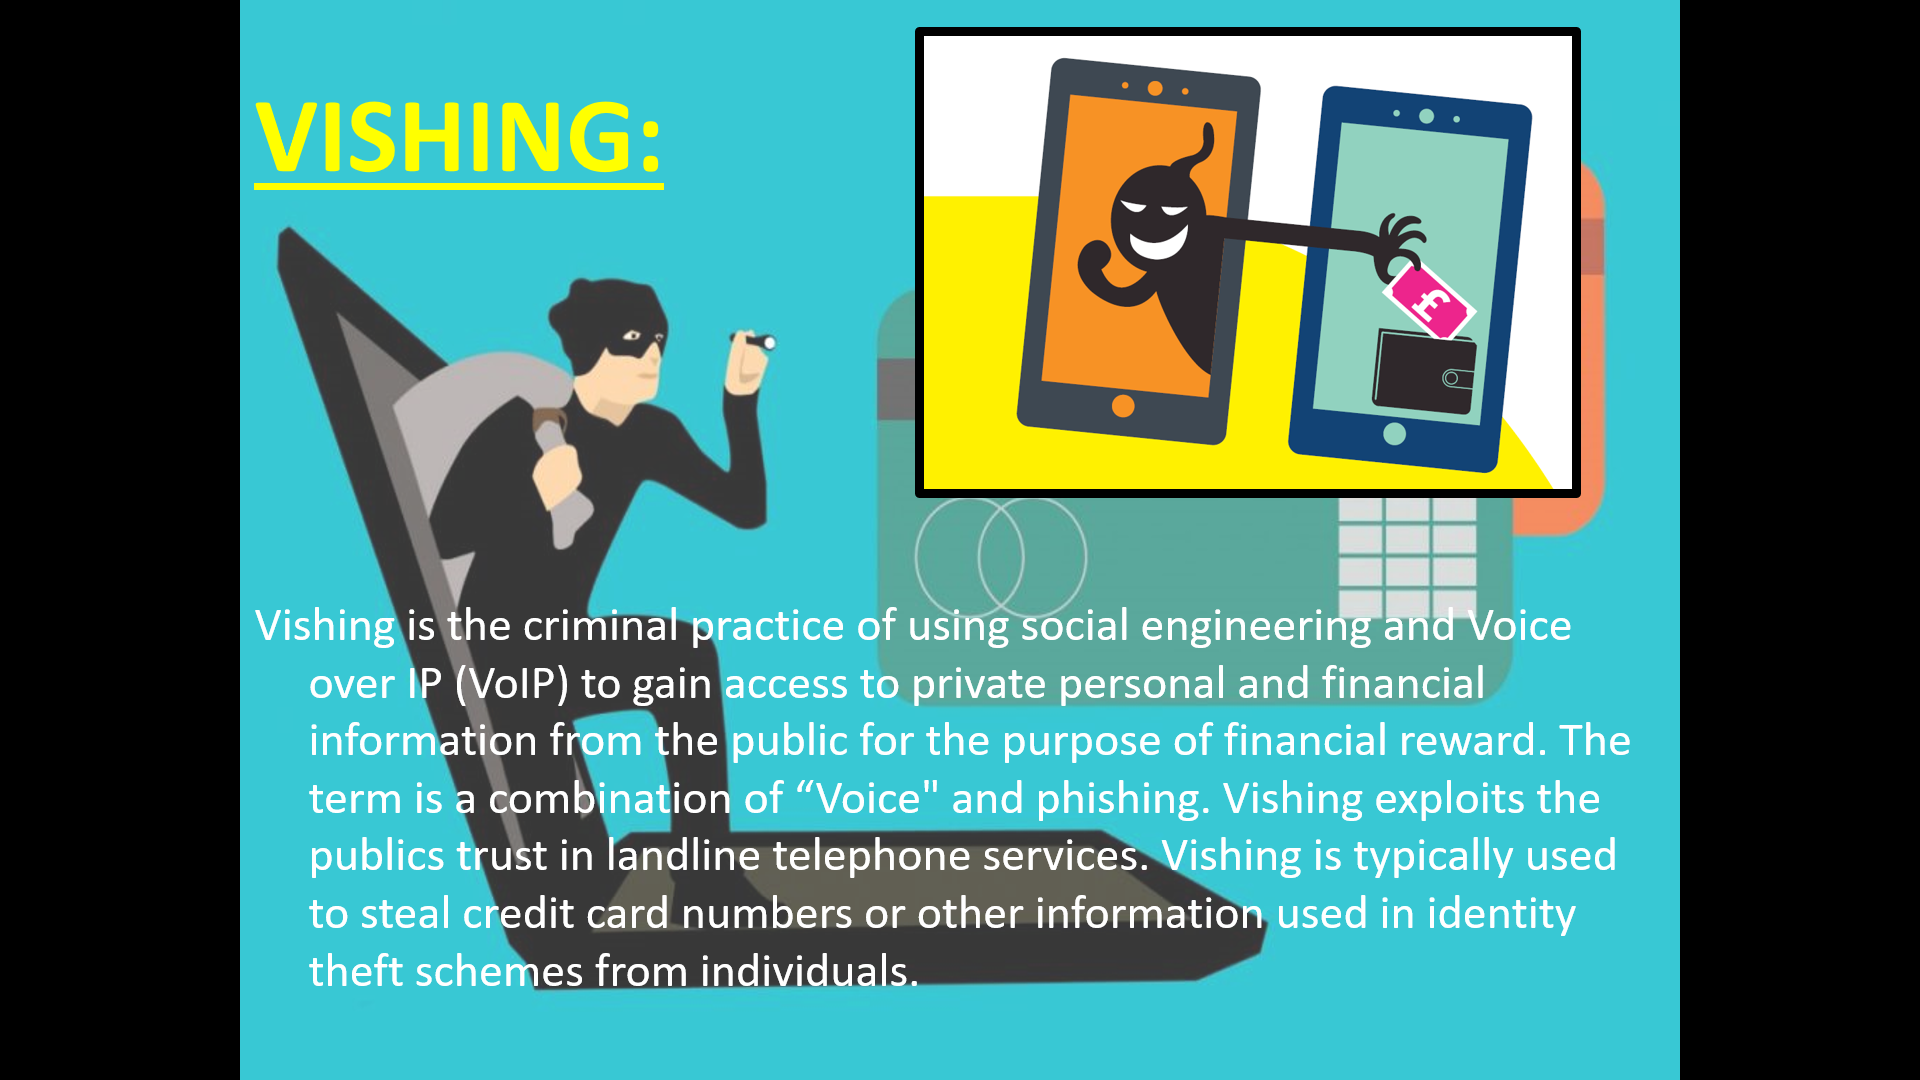 VISHING:
£
Vishing is the criminal practice of using social engineering and Voice
over IP (VoIP) to gain access to private personal and financial
information from the public for the purpose of financial reward. The
term is a combination of “Voice" and phishing. Vishing exploits the
publics trust in landline telephone services. Vishing is typically used
to steal credit card numbers or other information used in identity
theft schemes from individuals.